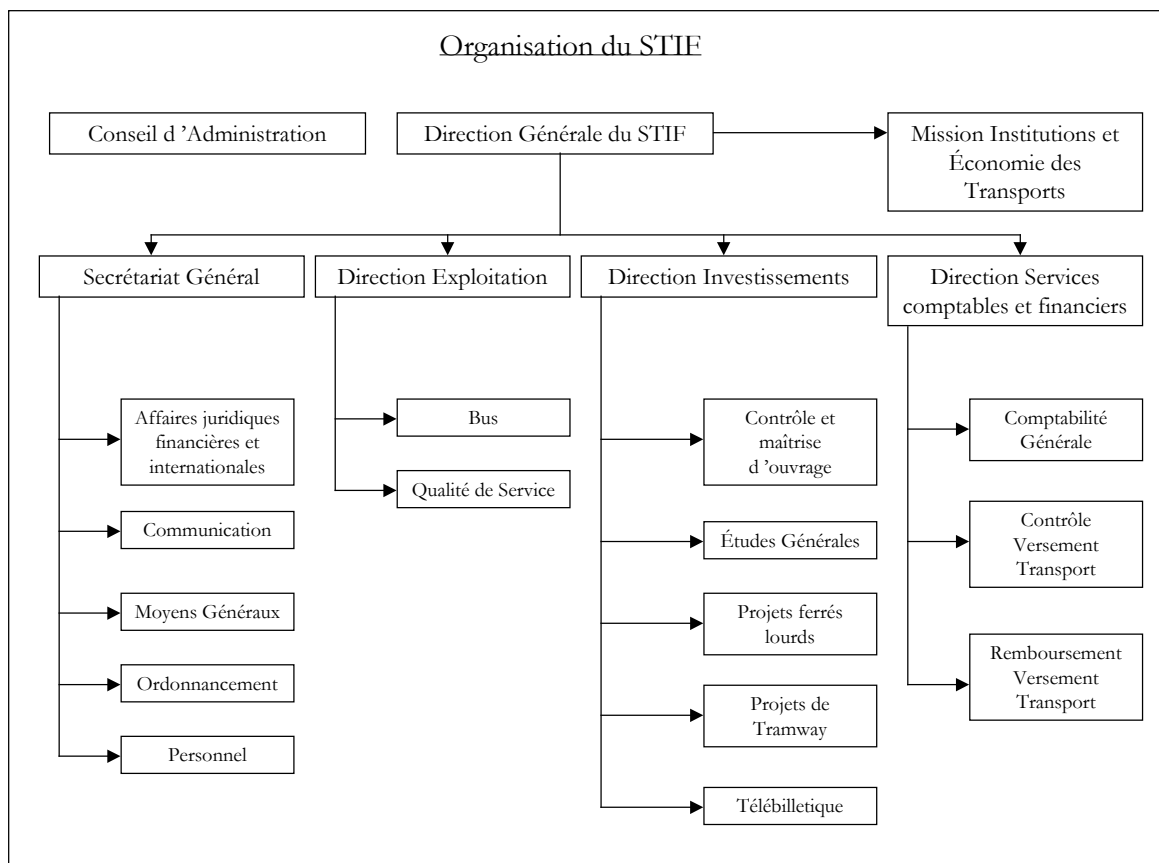 Organisation du STIF
Conseil d ’Administration
Direction Générale du STIF
Mission Institutions et
Économie des
Transports
Secrétariat Général
Direction Exploitation
Direction Investissements
Direction Services
comptables et financiers
Affaires juridiques
financières et
internationales
Communication
Moyens Généraux
Ordonnancement
Personnel
Bus
Qualité de Service
Contrôle et
maîtrise
d ’ouvrage
Études Générales
Projets ferrés
lourds
Projets de
Tramway
Télébilletique
Comptabilité
Générale
Contrôle
Versement
Transport
Remboursement
Versement
Transport